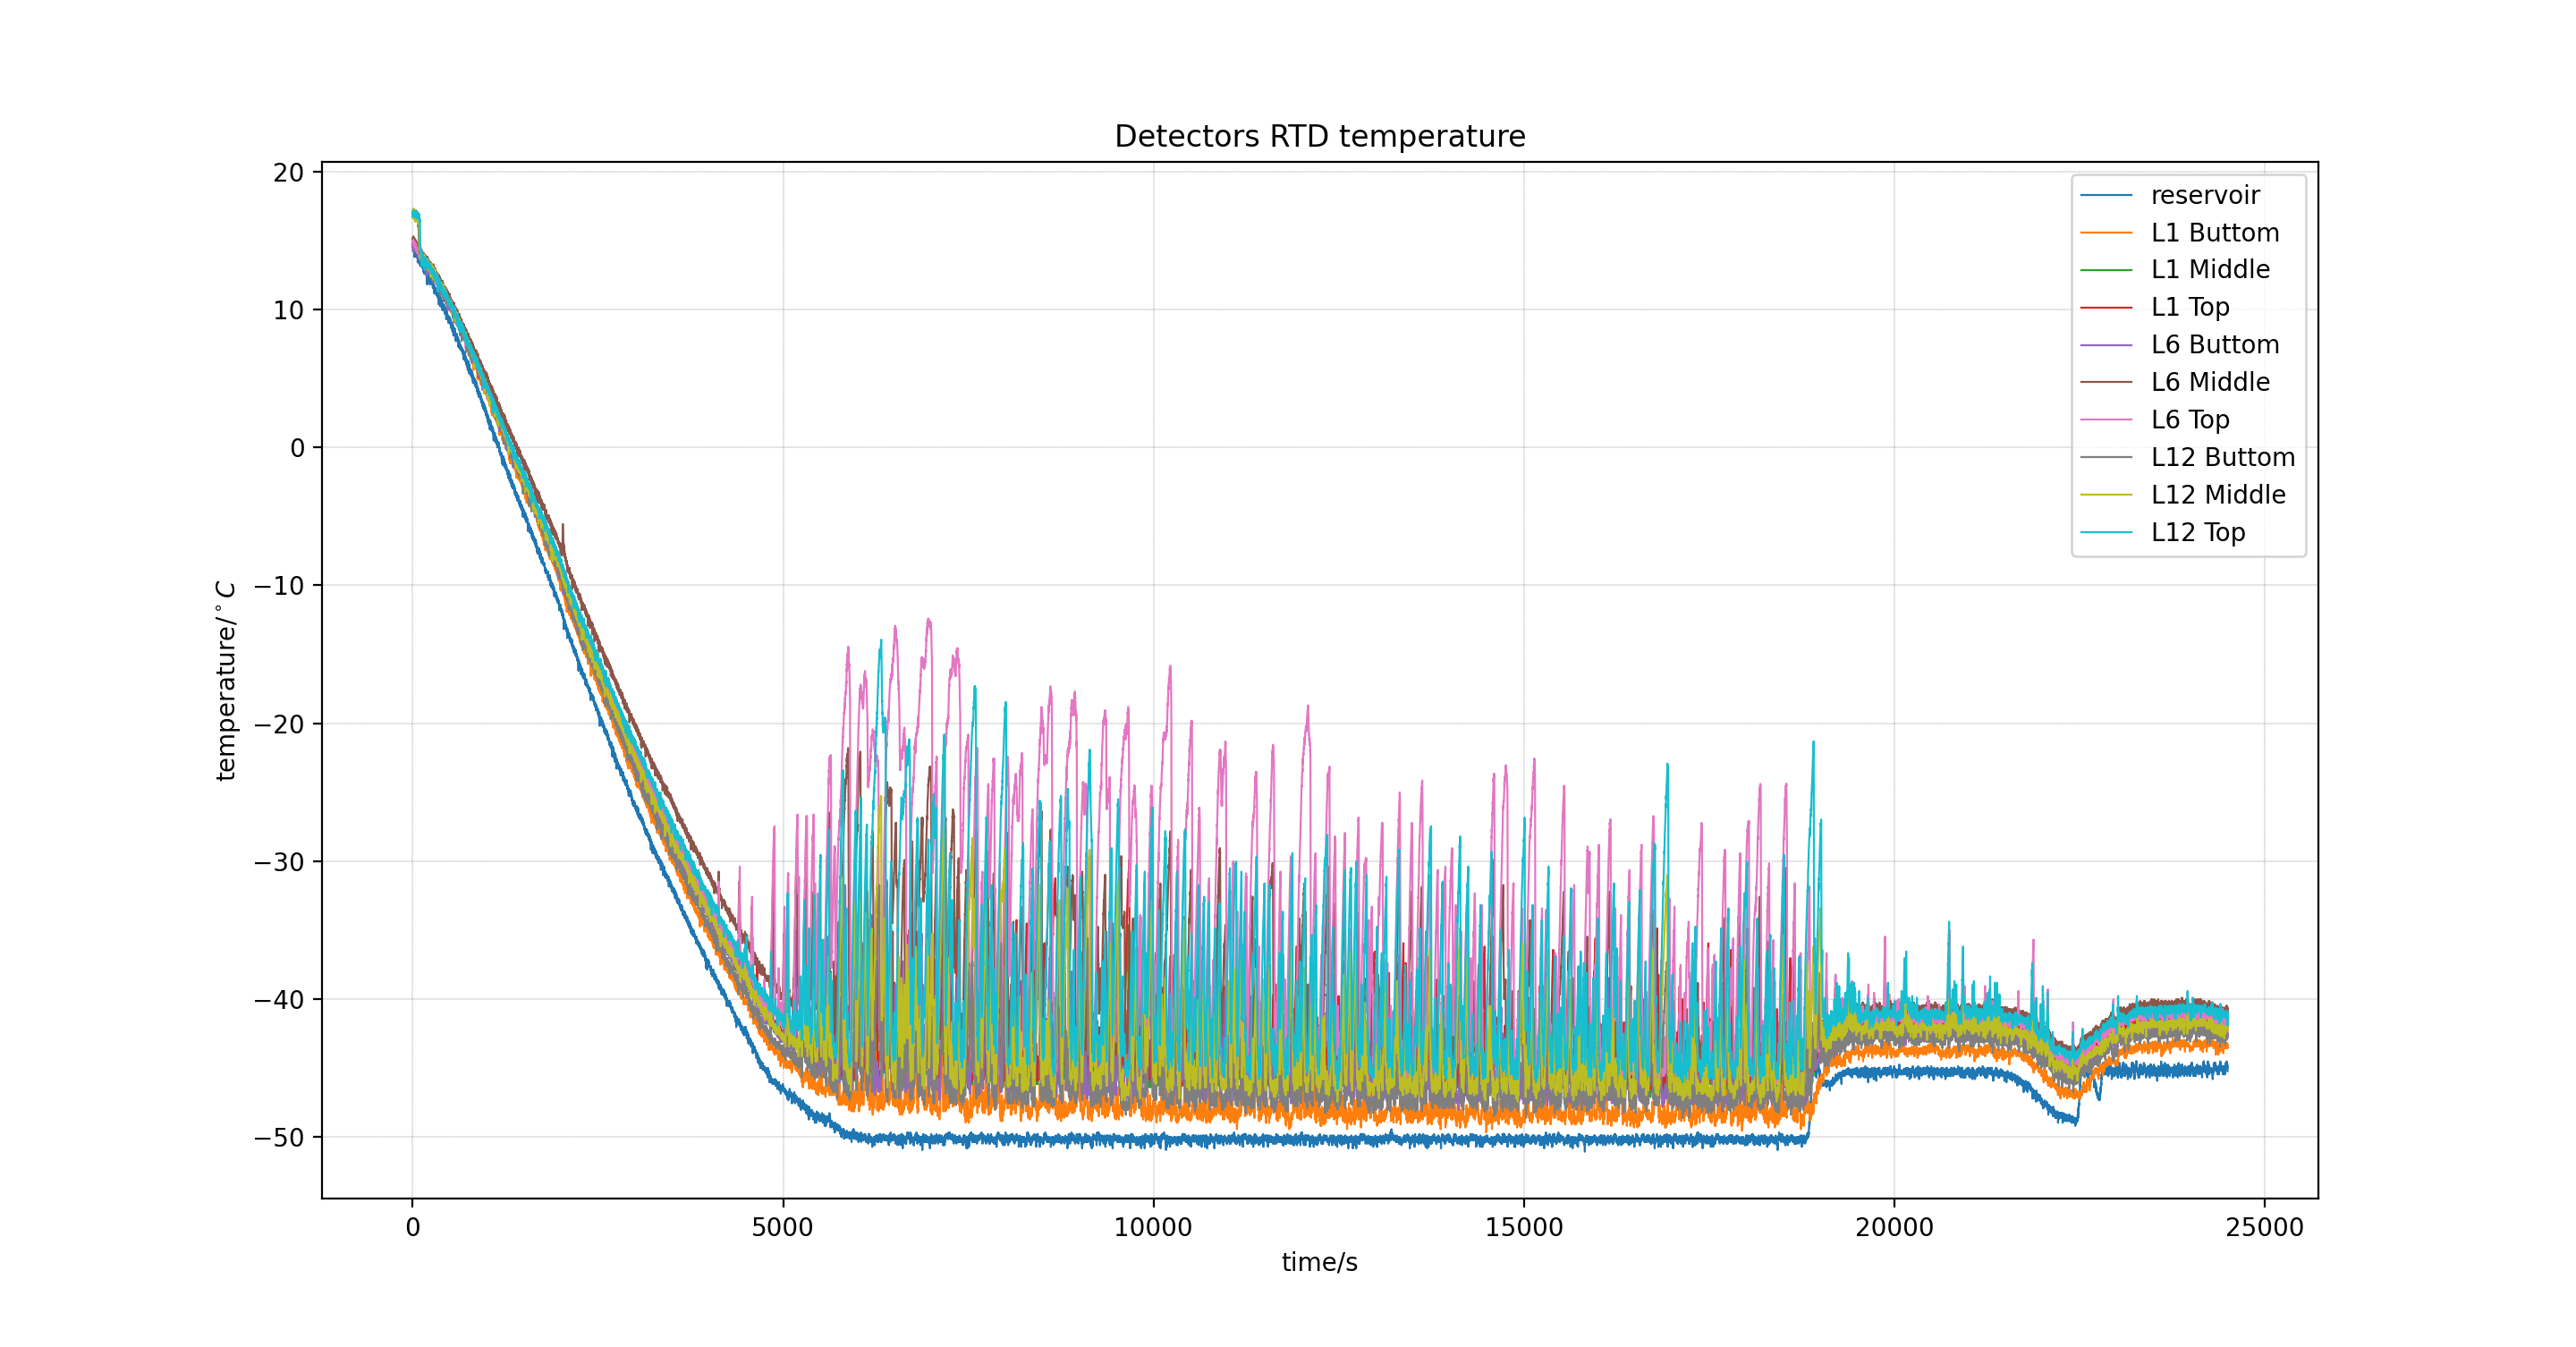 Detectors RTD temperature
20
10
0
−10
−20
−30
−40
−50
temperature/°C
0
5000
10000
15000
20000
25000
time/s
reservoir
L1 Buttom
L1 Middle
L1 Top
L6 Buttom
L6 Middle
L6 Top
L12 Buttom
L12 Middle
L12 Top